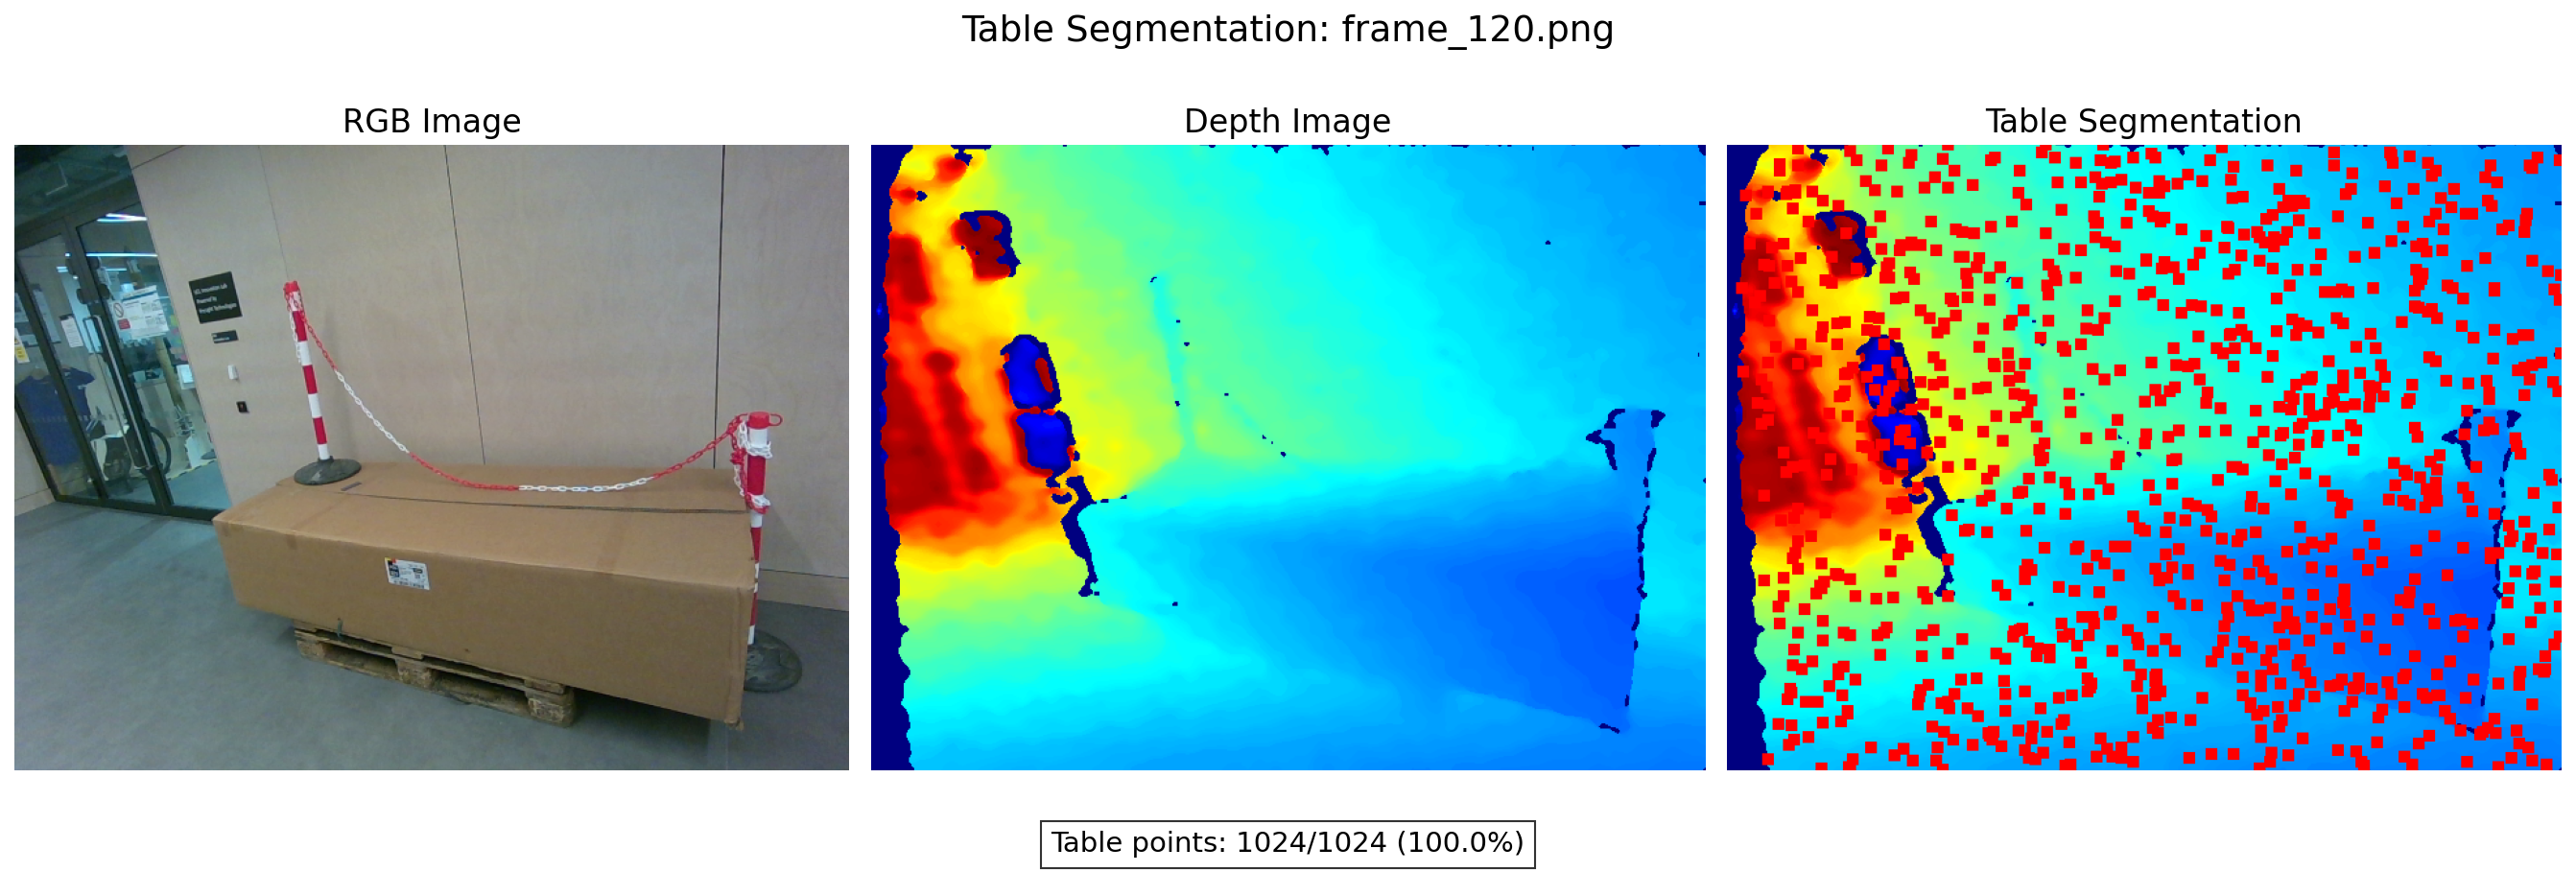 Table Segmentation: frame_120.png
RGB Image
Depth Image
Table Segmentation
Table points: 1024/1024 (100.0%)